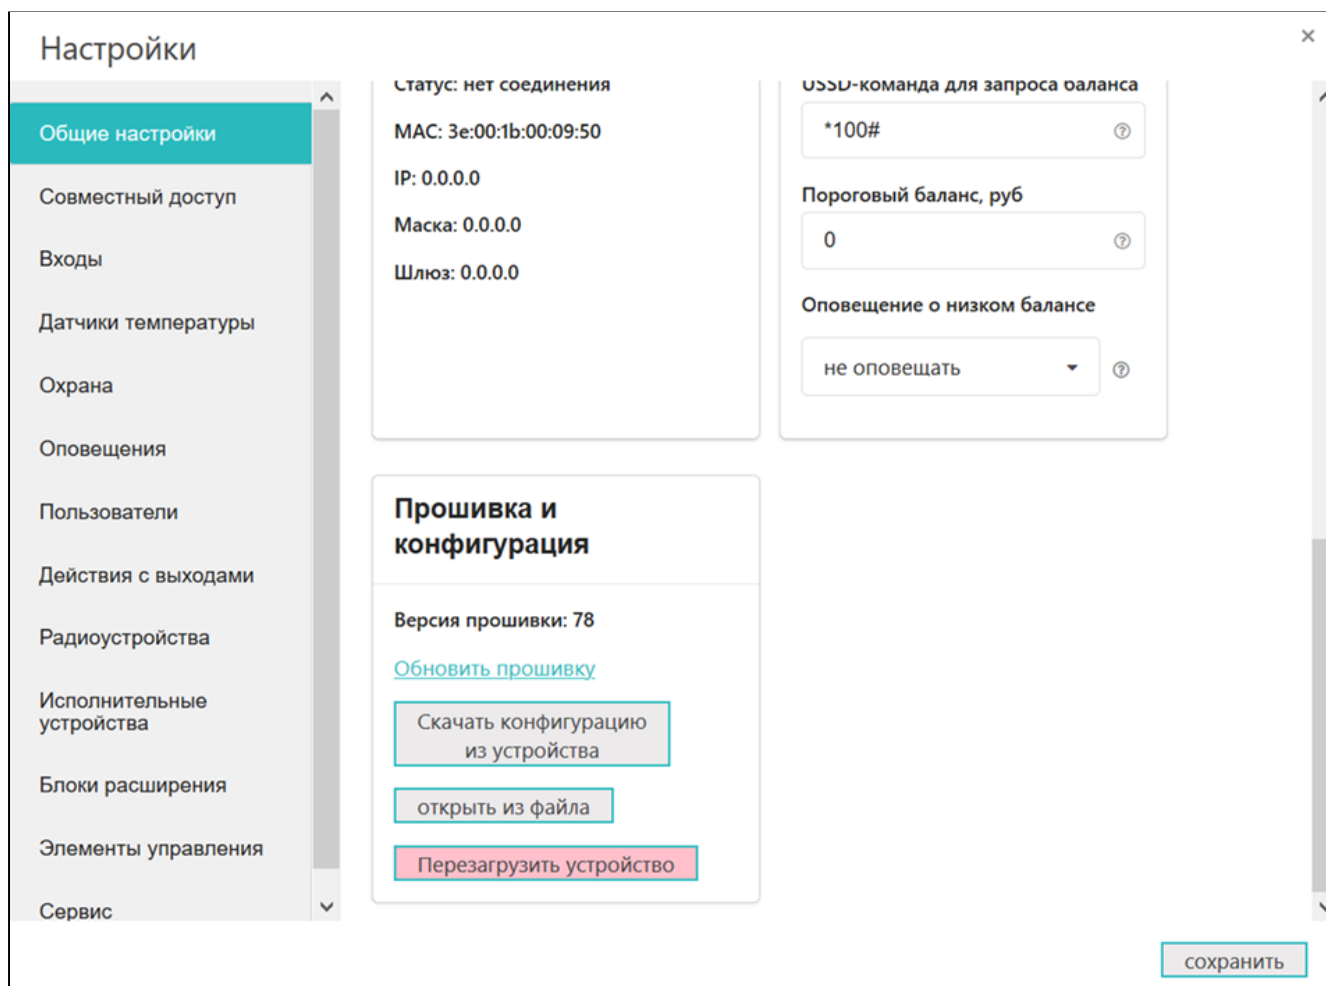 Настройки
Общие настройки
Совместный доступ
Входы
Датчики температуры
Охрана
Оповещения
Пользователи
Действия с выходами
Радиоустройства
Исполнительные
устройства
Блоки расширения
Элементы управления
Сервис
Статус: нет соединения
MAC: 3e:00:1b:00:09:50
IP: 0.0.0.0
Маска: 0.0.0.0
Шлюз: 0.0.0.0
USSD-команда для запроса баланса
*100#
Пороговый баланс, руб
0
Оповещение о низком балансе
не оповещать
Прошивка и
конфигурация
Версия прошивки: 78
Обновить прошивку
Скачать конфигурацию
из устройства
открыть из файла
Перезагрузить устройство
сохранить